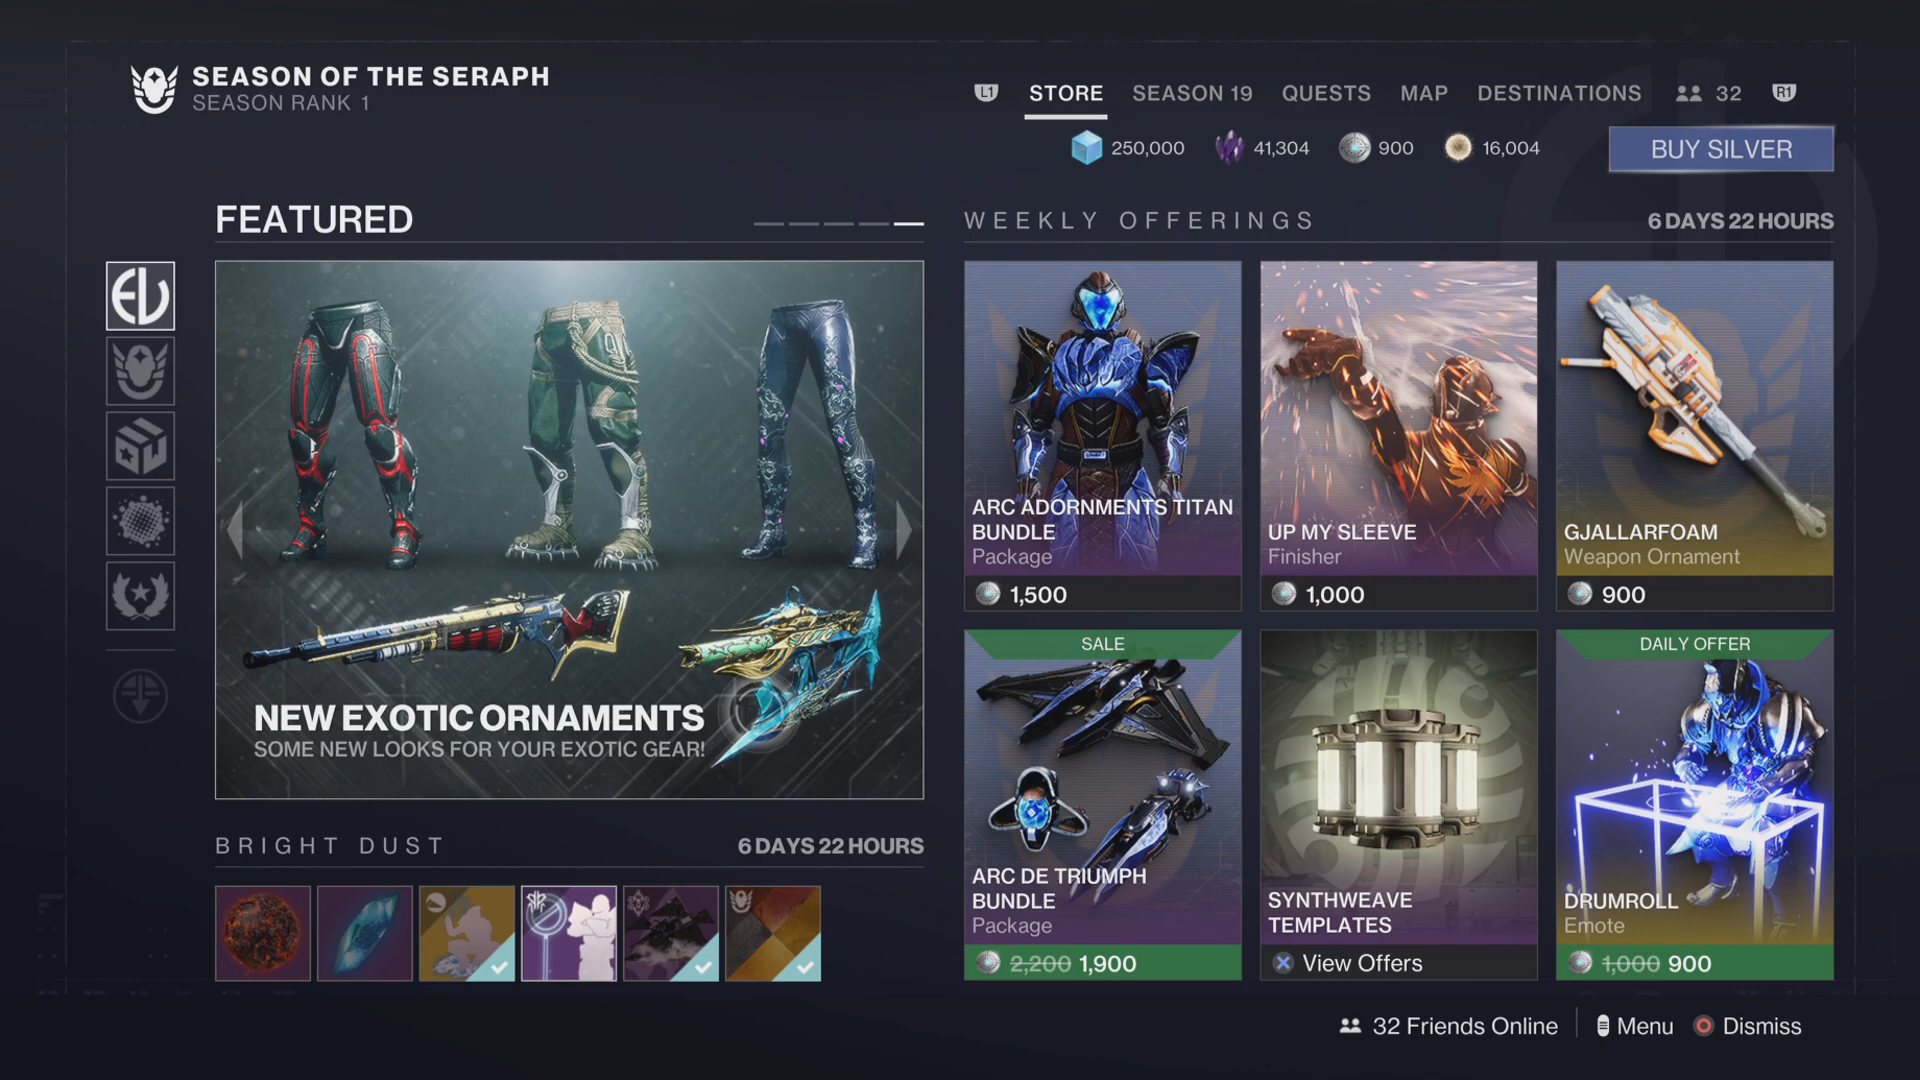 SEASON OF THE SERAPH
SEASON RANK 1
L1 STORE SEASON 19 QUESTS MAP DESTINATIONS 32 R1
250,000 41,304 900 16,004 BUY SILVER
FEATURED
NEW EXOTIC ORNAMENTS
SOME NEW LOOKS FOR YOUR EXOTIC GEAR!
BRIGHT DUST 6 DAYS 22 HOURS
WEEKLY OFFERINGS 6 DAYS 22 HOURS
ARC ADORNMENTS TITAN
BUNDLE
Package
1,500
UP MY SLEEVE
Finisher
1,000
GJALLARFOAM
Weapon Ornament
900
SALE
ARC DE TRIUMPH
BUNDLE
Package
2,200 1,900
SYNTHWEAVE
TEMPLATES
View Offers
DAILY OFFER
DRUMROLL
Emote
1,000 900
32 Friends Online Menu Dismiss